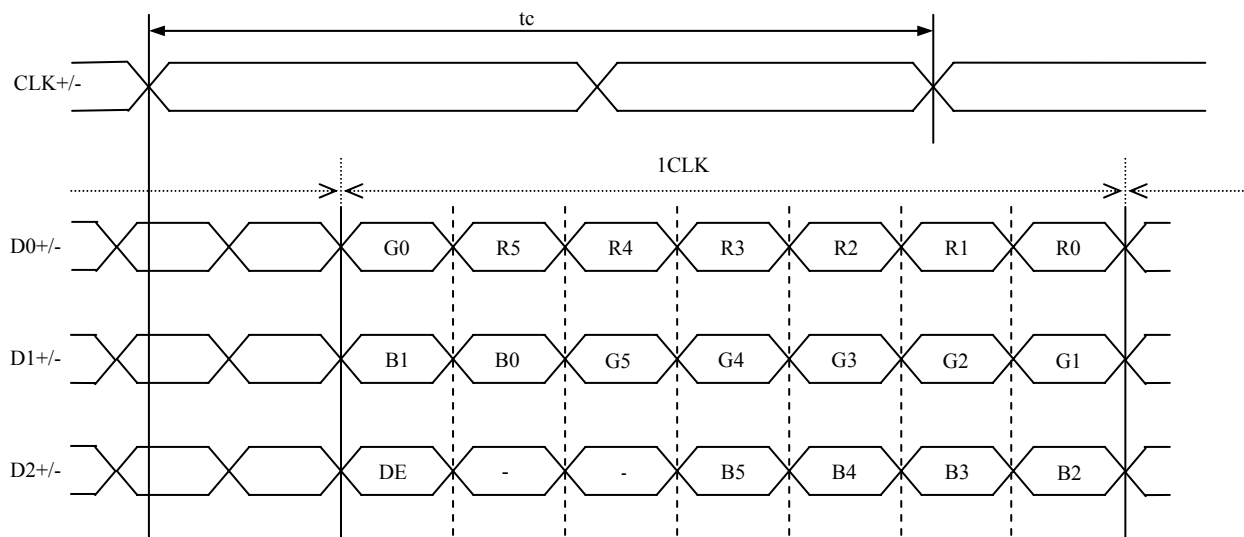 tc
CLK+/-
1CLK
D0+/- G0 R5 R4 R3 R2 R1 R0
D1+/- B1 B0 G5 G4 G3 G2 G1
D2+/- DE - - B5 B4 B3 B2